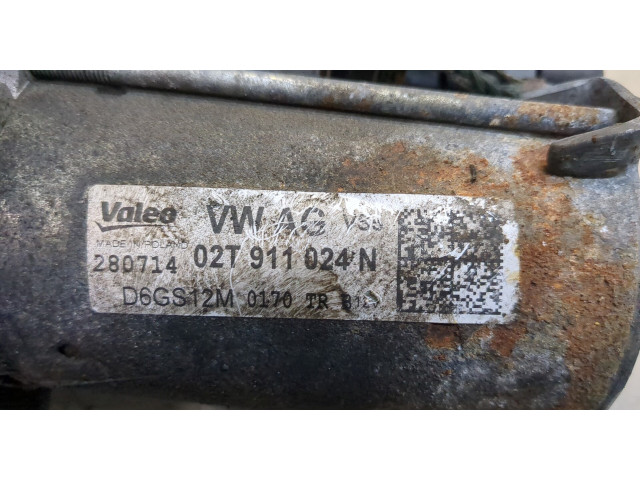 Valeo VW AG
MADE IN POLAND
280714 02T 911 024 N
D6GS12M 0170 TR